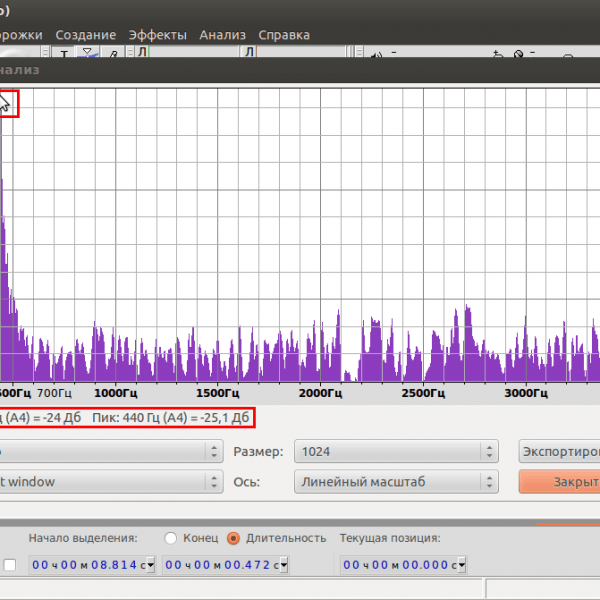 о)
орожки Создание Эффекты Анализ Справка
нализ
500Гц 700Гц 1000Гц 1500Гц 2000Гц 2500Гц 3000Гц
ц (A4) = -24 Дб Пик: 440 Гц (A4) = -25,1 Дб
Размер: 1024 Экспортиро
t window Ось: Линейный масштаб Закрыт
Начало выделения: Конец Длительность Текущая позиция:
00 ч 00 м 08.814 с 00 ч 00 м 00.472 с 00 ч 00 м 00.000 с